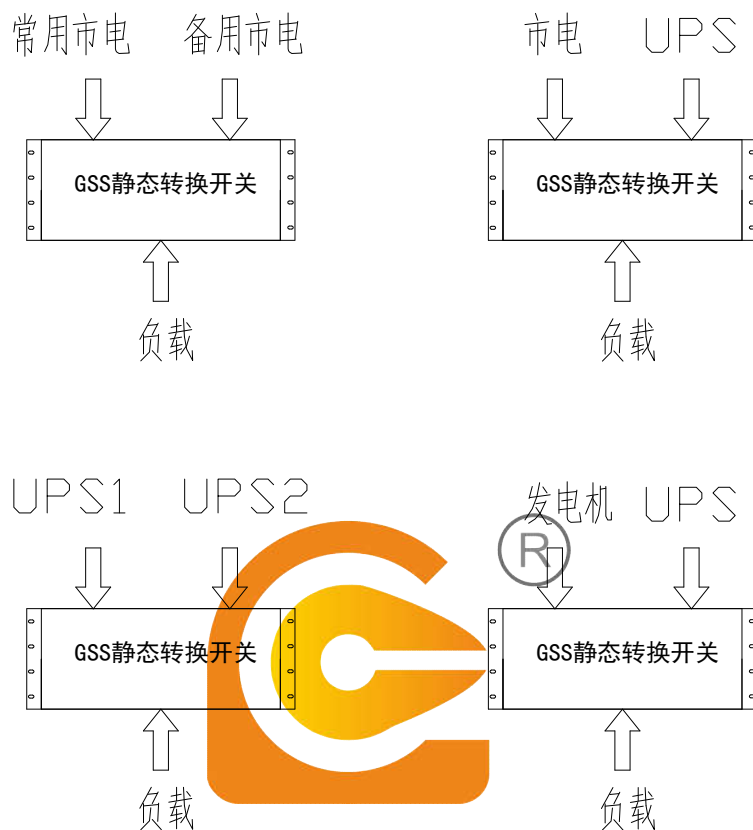 常用市电 备用市电
市电 UPS
GSS静态转换开关
GSS静态转换开关
负载
负载
UPS1 UPS2
发电机 UPS
®
GSS静态转换开关
GSS静态转换开关
负载
负载